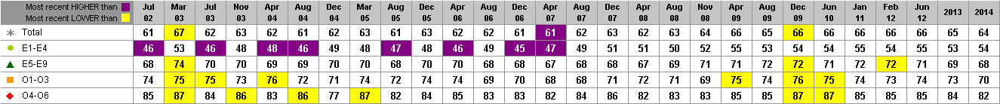 Most recent HIGHER than Jul Mar Jul Nov Apr Aug Dec Mar Aug Dec Apr Aug Dec Apr Aug Dec Apr Aug Nov Apr Aug Dec Jun Jan Feb Jun 2013 2014
Most recent LOWER than 02 03 03 03 04 04 04 05 05 05 06 06 06 07 07 07 08 08 08 09 09 09 10 11 12 12
Total 61 67 62 63 62 61 62 63 61 63 62 62 61 61 62 63 62 63 64 66 65 66 66 66 66 66 65 64
E1-E4 46 53 46 48 48 46 49 48 47 48 46 49 45 47 49 51 51 50 52 55 53 54 54 55 54 55 53 54
E5-E9 68 74 70 70 69 69 70 70 68 70 70 68 68 67 68 68 67 69 71 71 72 72 71 72 72 71 69 68
O1-O3 74 75 75 73 76 72 71 74 72 74 74 69 70 68 68 71 72 71 69 75 74 76 75 74 73 74 73 70
O4-O6 85 87 84 86 83 86 77 87 82 84 85 83 82 82 84 86 82 83 83 85 85 87 87 85 85 85 84 82